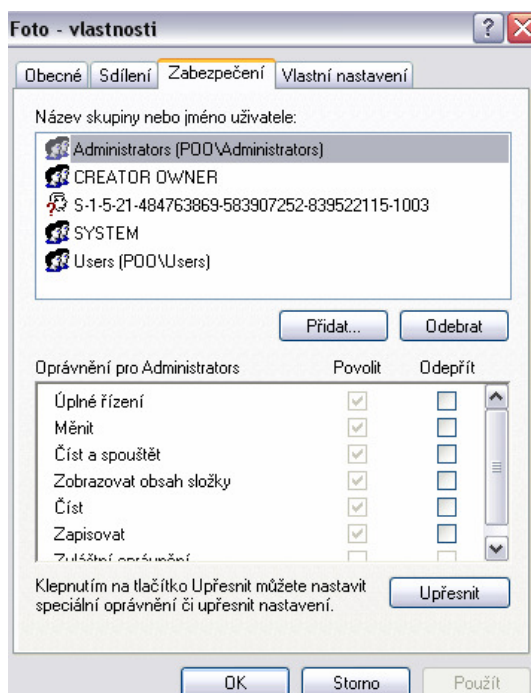 Foto - vlastnosti
Obecné Sdílení Zabezpečení Vlastní nastavení
Název skupiny nebo jméno uživatele:
Administrators (POO\Administrators)
CREATOR OWNER
S-1-5-21-484763869-583907252-839522115-1003
SYSTEM
Users (POO\Users)
Přidat... Odebrat
Oprávnění pro Administrators Povolit Odepřít
Úplné řízení
Měnit
Číst a spouštět
Zobrazovat obsah složky
Číst
Zapisovat
Zvláštní oprávnění
Klepnutím na tlačítko Upřesnit můžete nastavit
speciální oprávnění či upřesnit nastavení.
Upřesnit
OK Storno Použít